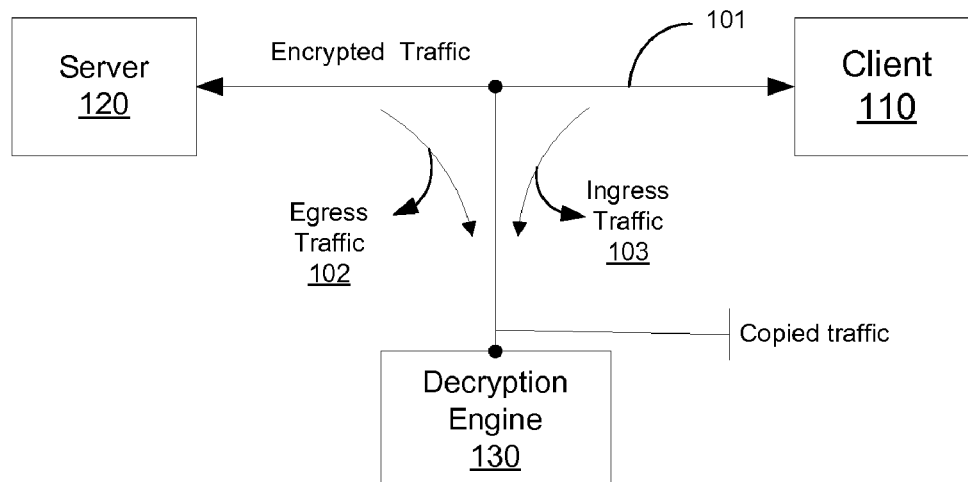 101
Encrypted Traffic
Server
120
Client
110
Egress
Traffic
102
Ingress
Traffic
103
Copied traffic
Decryption
Engine
130